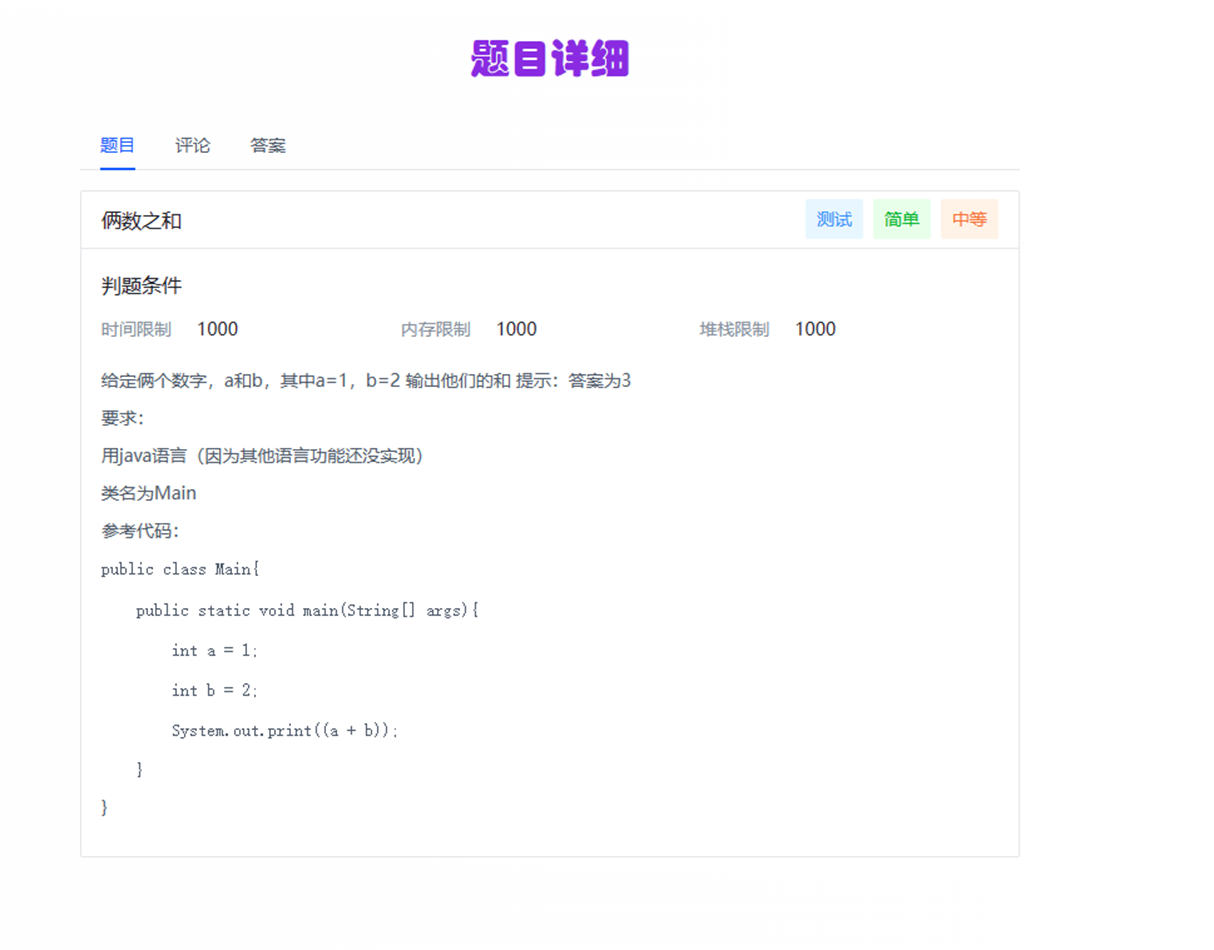 题目详细
题目 评论 答案
俩数之和 测试 简单 中等
判题条件
时间限制 1000 内存限制 1000 堆栈限制 1000
给定俩个数字，a和b，其中a=1，b=2 输出他们的和 提示：答案为3
要求：
用java语言（因为其他语言功能还没实现）
类名为Main
参考代码：
public class Main{
    public static void main(String[] args){
        int a = 1;
        int b = 2;
        System.out.print((a + b));
    }
}